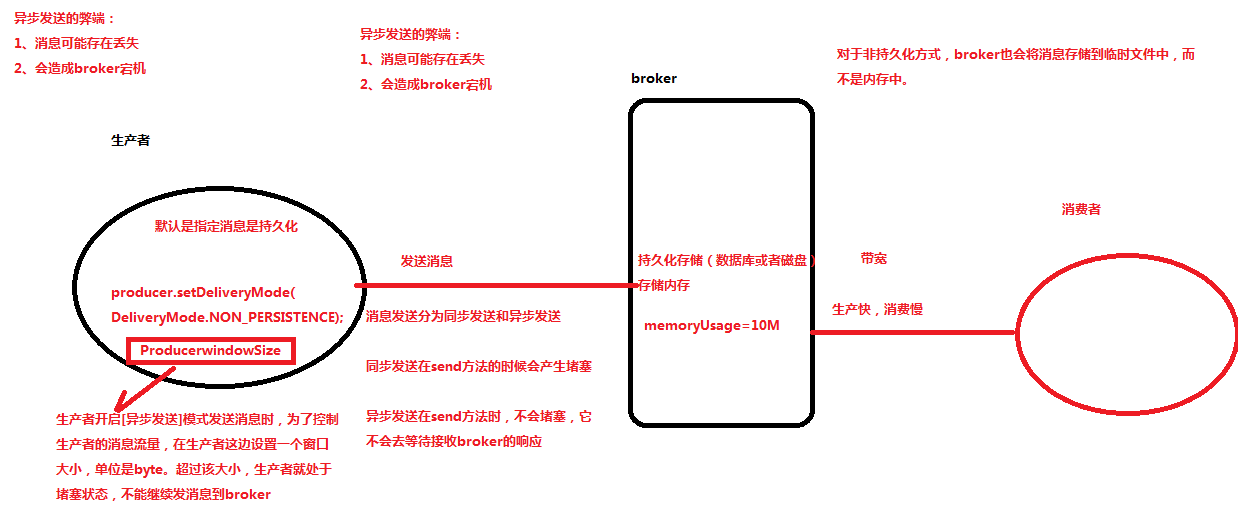 异步发送的弊端：
1、消息可能存在丢失
2、会造成broker宕机
异步发送的弊端：
1、消息可能存在丢失
2、会造成broker宕机
对于非持久化方式，broker也会将消息存储到临时文件中，而
不是内存中。
broker
生产者
默认是指定消息是持久化
producer.setDeliveryMode(
DeliveryMode.NON_PERSISTENCE);
ProducerwindowSize
生产者开启[异步发送]模式发送消息时，为了控制
生产者的消息流量，在生产者这边设置一个窗口
大小，单位是byte。超过该大小，生产者就处于
堵塞状态，不能继续发消息到broker
发送消息
消息发送分为同步发送和异步发送
同步发送在send方法的时候会产生堵塞
异步发送在send方法时，不会堵塞，它
不会去等待接收broker的响应
持久化存储（数据库或者磁盘）
存储内存
memoryUsage=10M
带宽
生产快，消费慢
消费者